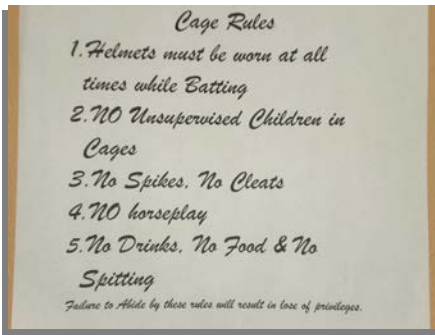 Cage Rules
1.Helmets must be worn at all
times while Batting
2.NO Unsupervised Children in
Cages
3.No Spikes, No Cleats
4.NO horseplay
5.No Drinks, No Food & No
Spitting
Failure to Abide by these rules will result in lose of privileges.